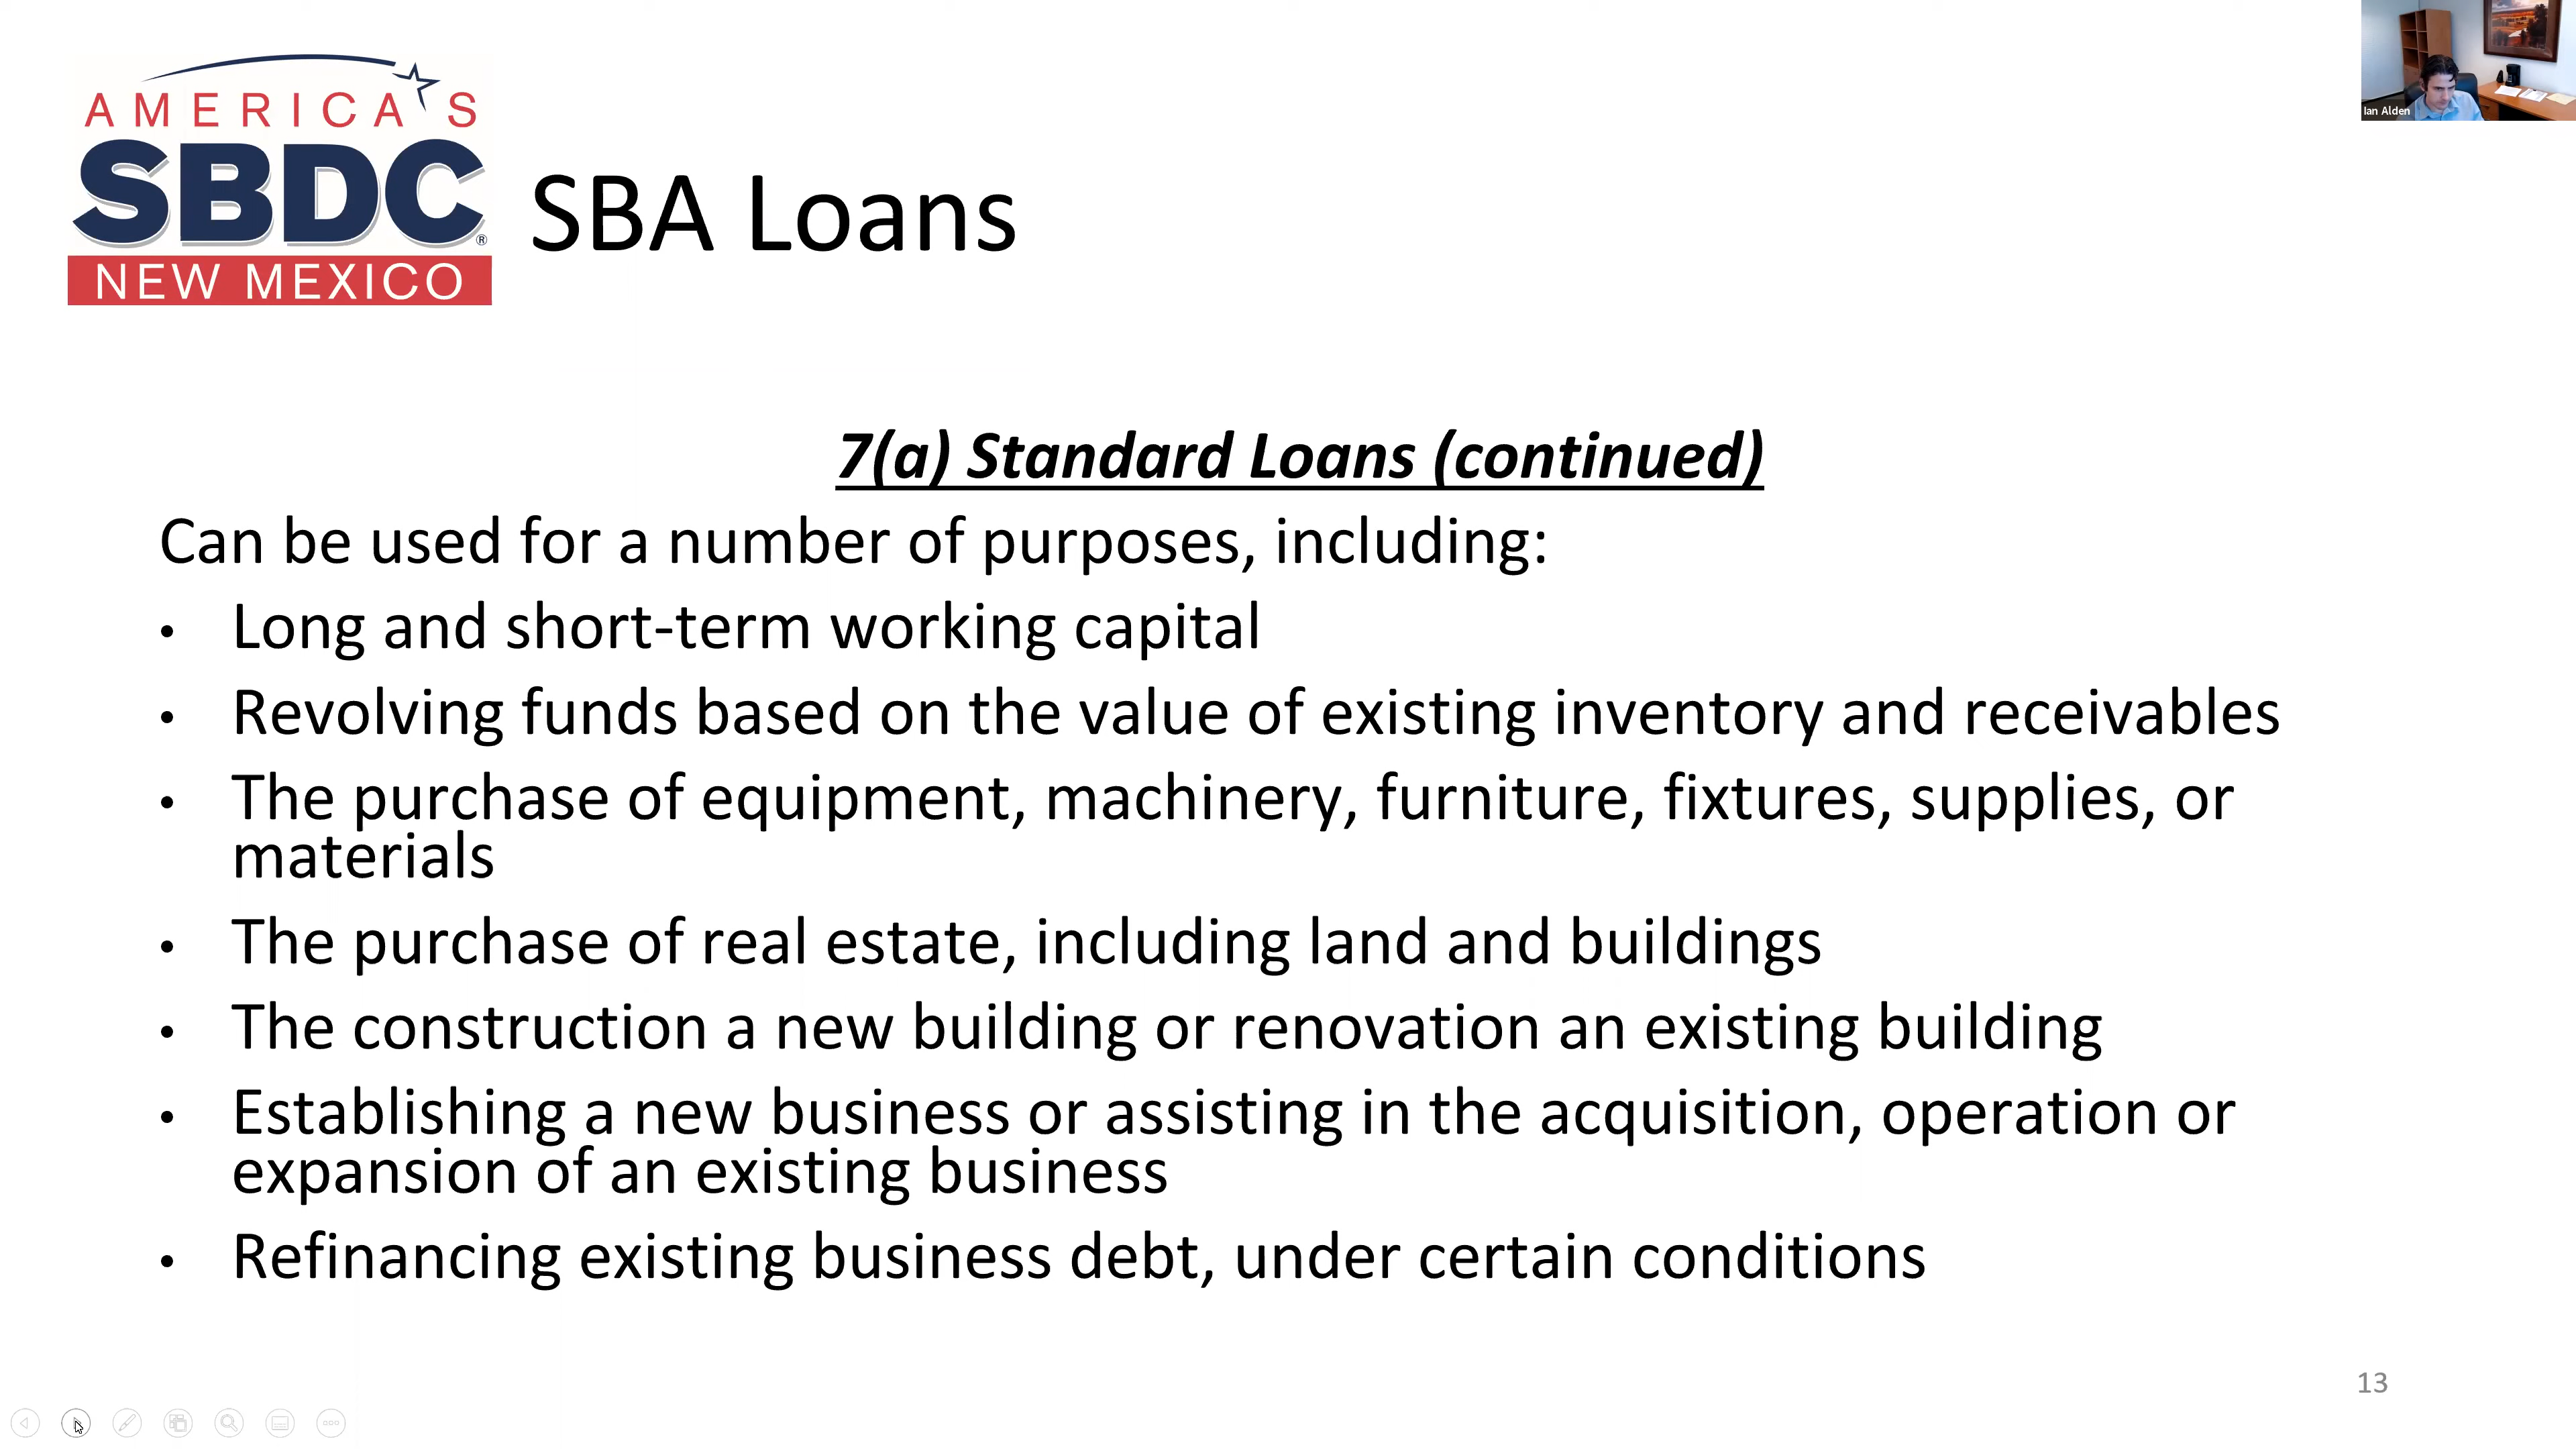 AMERICA'S
SBDC®
NEW MEXICO
SBA Loans
Ian Alden
7(a) Standard Loans (continued)
Can be used for a number of purposes, including:
• Long and short-term working capital
• Revolving funds based on the value of existing inventory and receivables
• The purchase of equipment, machinery, furniture, fixtures, supplies, or
materials
• The purchase of real estate, including land and buildings
• The construction a new building or renovation an existing building
• Establishing a new business or assisting in the acquisition, operation or
expansion of an existing business
• Refinancing existing business debt, under certain conditions
13